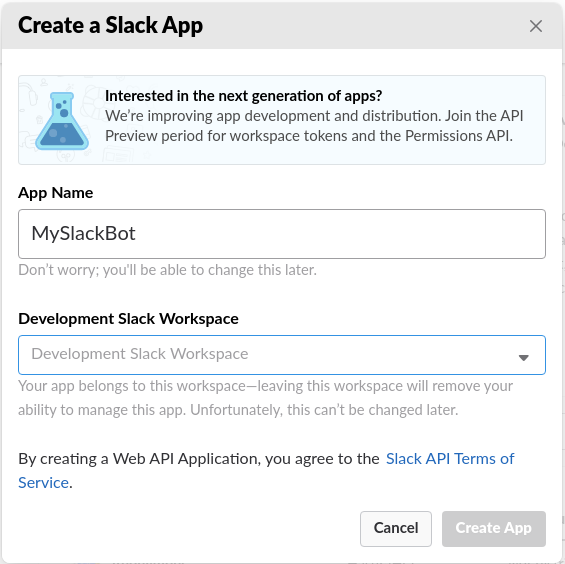 Create a Slack App
Interested in the next generation of apps?
We’re improving app development and distribution. Join the API
Preview period for workspace tokens and the Permissions API.
App Name
MySlackBot
Don’t worry; you'll be able to change this later.
Development Slack Workspace
Development Slack Workspace
Your app belongs to this workspace—leaving this workspace will remove your
ability to manage this app. Unfortunately, this can’t be changed later.
By creating a Web API Application, you agree to the Slack API Terms of
Service.
Cancel
Create App